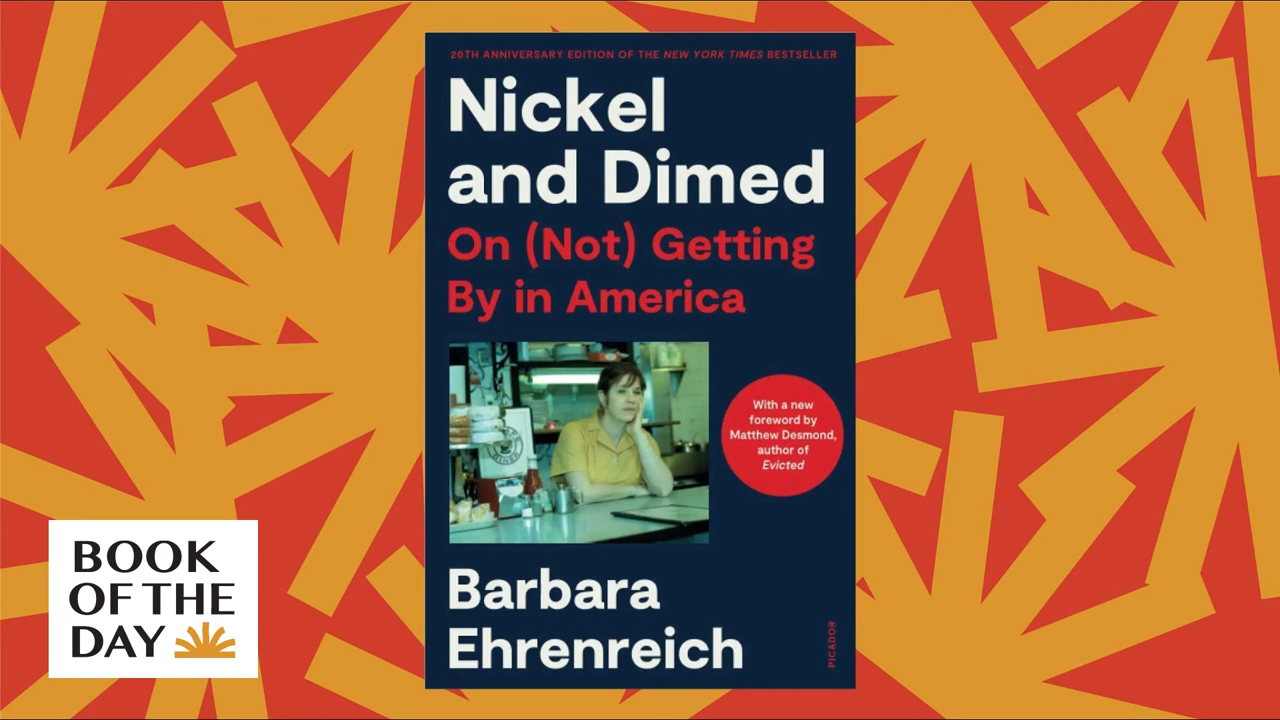 20TH ANNIVERSARY EDITION OF THE NEW YORK TIMES BESTSELLER
Nickel
and Dimed
On (Not) Getting
By in America
With a new
foreword by
Matthew Desmond,
author of
Evicted
Barbara
Ehrenreich
PICADOR
BOOK
OF THE
DAY